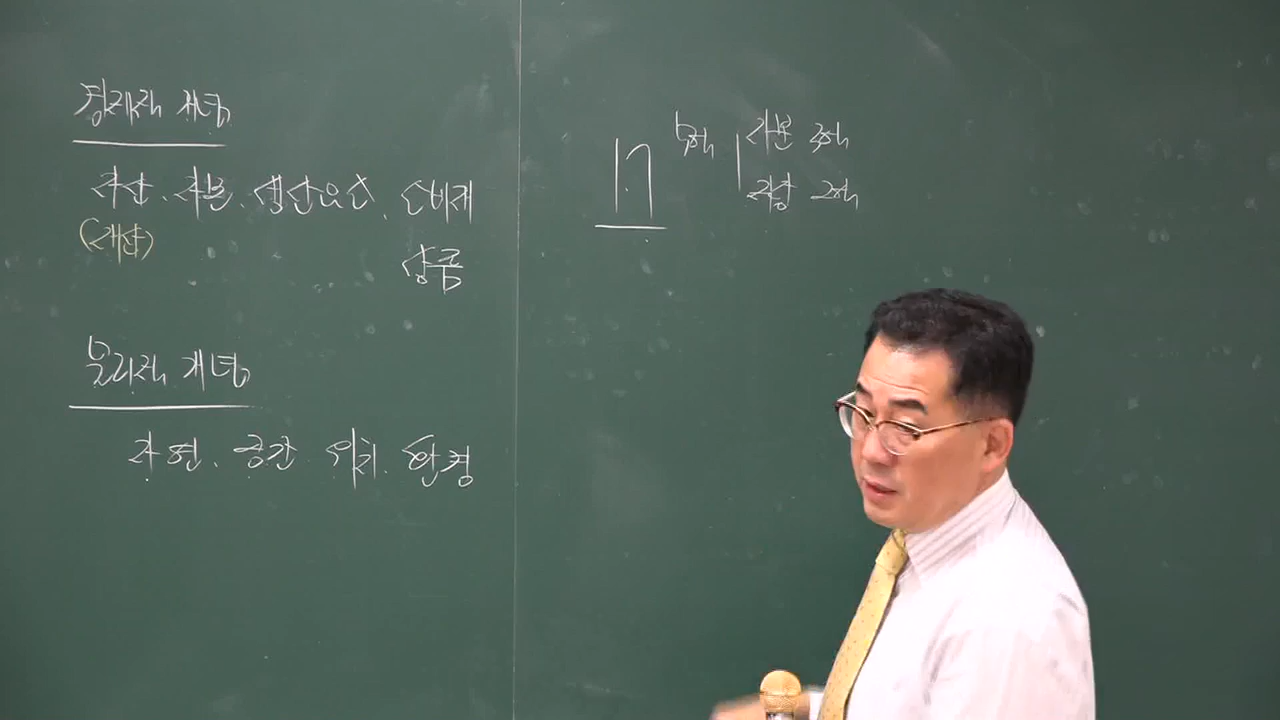 경제적 개념
자산. 자본. 생산요소. 소비재
(재산)
상품
물리적 개념
자연. 공간. 위치. 환경
17